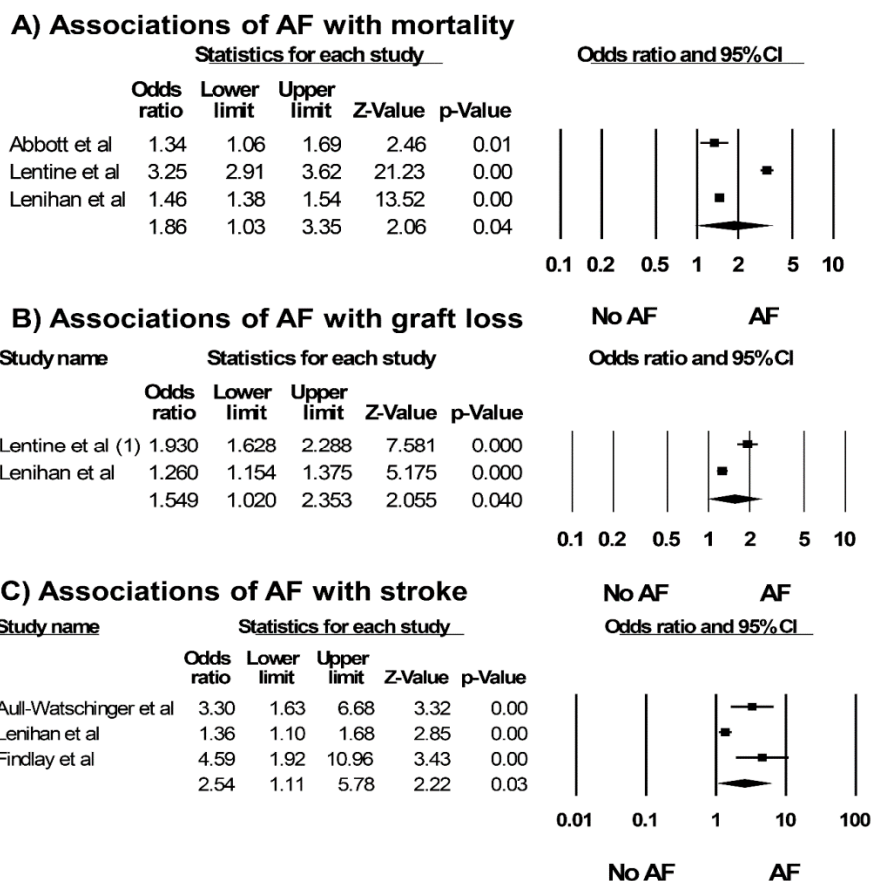 A) Associations of AF with mortality
Statistics for each study Odds ratio and 95%CI
Odds Lower Upper
ratio limit limit Z-Value p-Value
Abbott et al 1.34 1.06 1.69 2.46 0.01
Lentine et al 3.25 2.91 3.62 21.23 0.00
Lenihan et al 1.46 1.38 1.54 13.52 0.00
1.86 1.03 3.35 2.06 0.04
0.1 0.2 0.5 1 2 5 10
No AF AF
B) Associations of AF with graft loss
Study name Statistics for each study Odds ratio and 95%CI
Odds Lower Upper
ratio limit limit Z-Value p-Value
Lentine et al (1) 1.930 1.628 2.288 7.581 0.000
Lenihan et al 1.260 1.154 1.375 5.175 0.000
1.549 1.020 2.353 2.055 0.040
0.1 0.2 0.5 1 2 5 10
No AF AF
C) Associations of AF with stroke
Study name Statistics for each study Odds ratio and 95%CI
Odds Lower Upper
ratio limit limit Z-Value p-Value
Aull-Watschinger et al 3.30 1.63 6.68 3.32 0.00
Lenihan et al 1.36 1.10 1.68 2.85 0.00
Findlay et al 4.59 1.92 10.96 3.43 0.00
2.54 1.11 5.78 2.22 0.03
0.01 0.1 1 10 100
No AF AF